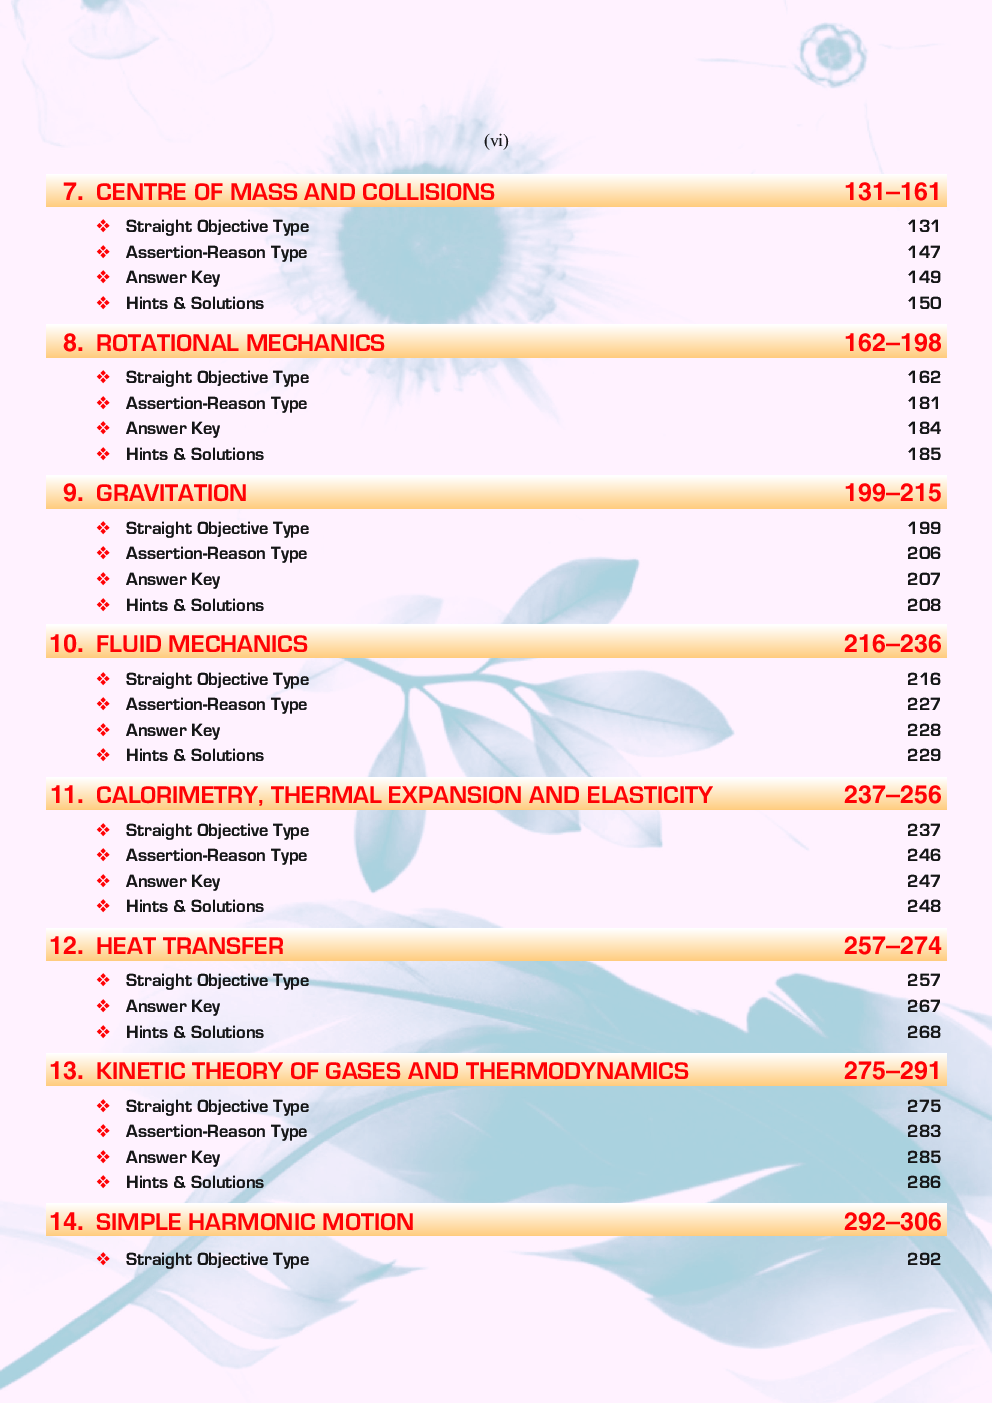 (vi)
7. CENTRE OF MASS AND COLLISIONS 131–161
❖ Straight Objective Type 131
❖ Assertion-Reason Type 147
❖ Answer Key 149
❖ Hints & Solutions 150
8. ROTATIONAL MECHANICS 162–198
❖ Straight Objective Type 162
❖ Assertion-Reason Type 181
❖ Answer Key 184
❖ Hints & Solutions 185
9. GRAVITATION 199–215
❖ Straight Objective Type 199
❖ Assertion-Reason Type 206
❖ Answer Key 207
❖ Hints & Solutions 208
10. FLUID MECHANICS 216–236
❖ Straight Objective Type 216
❖ Assertion-Reason Type 227
❖ Answer Key 228
❖ Hints & Solutions 229
11. CALORIMETRY, THERMAL EXPANSION AND ELASTICITY 237–256
❖ Straight Objective Type 237
❖ Assertion-Reason Type 246
❖ Answer Key 247
❖ Hints & Solutions 248
12. HEAT TRANSFER 257–274
❖ Straight Objective Type 257
❖ Answer Key 267
❖ Hints & Solutions 268
13. KINETIC THEORY OF GASES AND THERMODYNAMICS 275–291
❖ Straight Objective Type 275
❖ Assertion-Reason Type 283
❖ Answer Key 285
❖ Hints & Solutions 286
14. SIMPLE HARMONIC MOTION 292–306
❖ Straight Objective Type 292